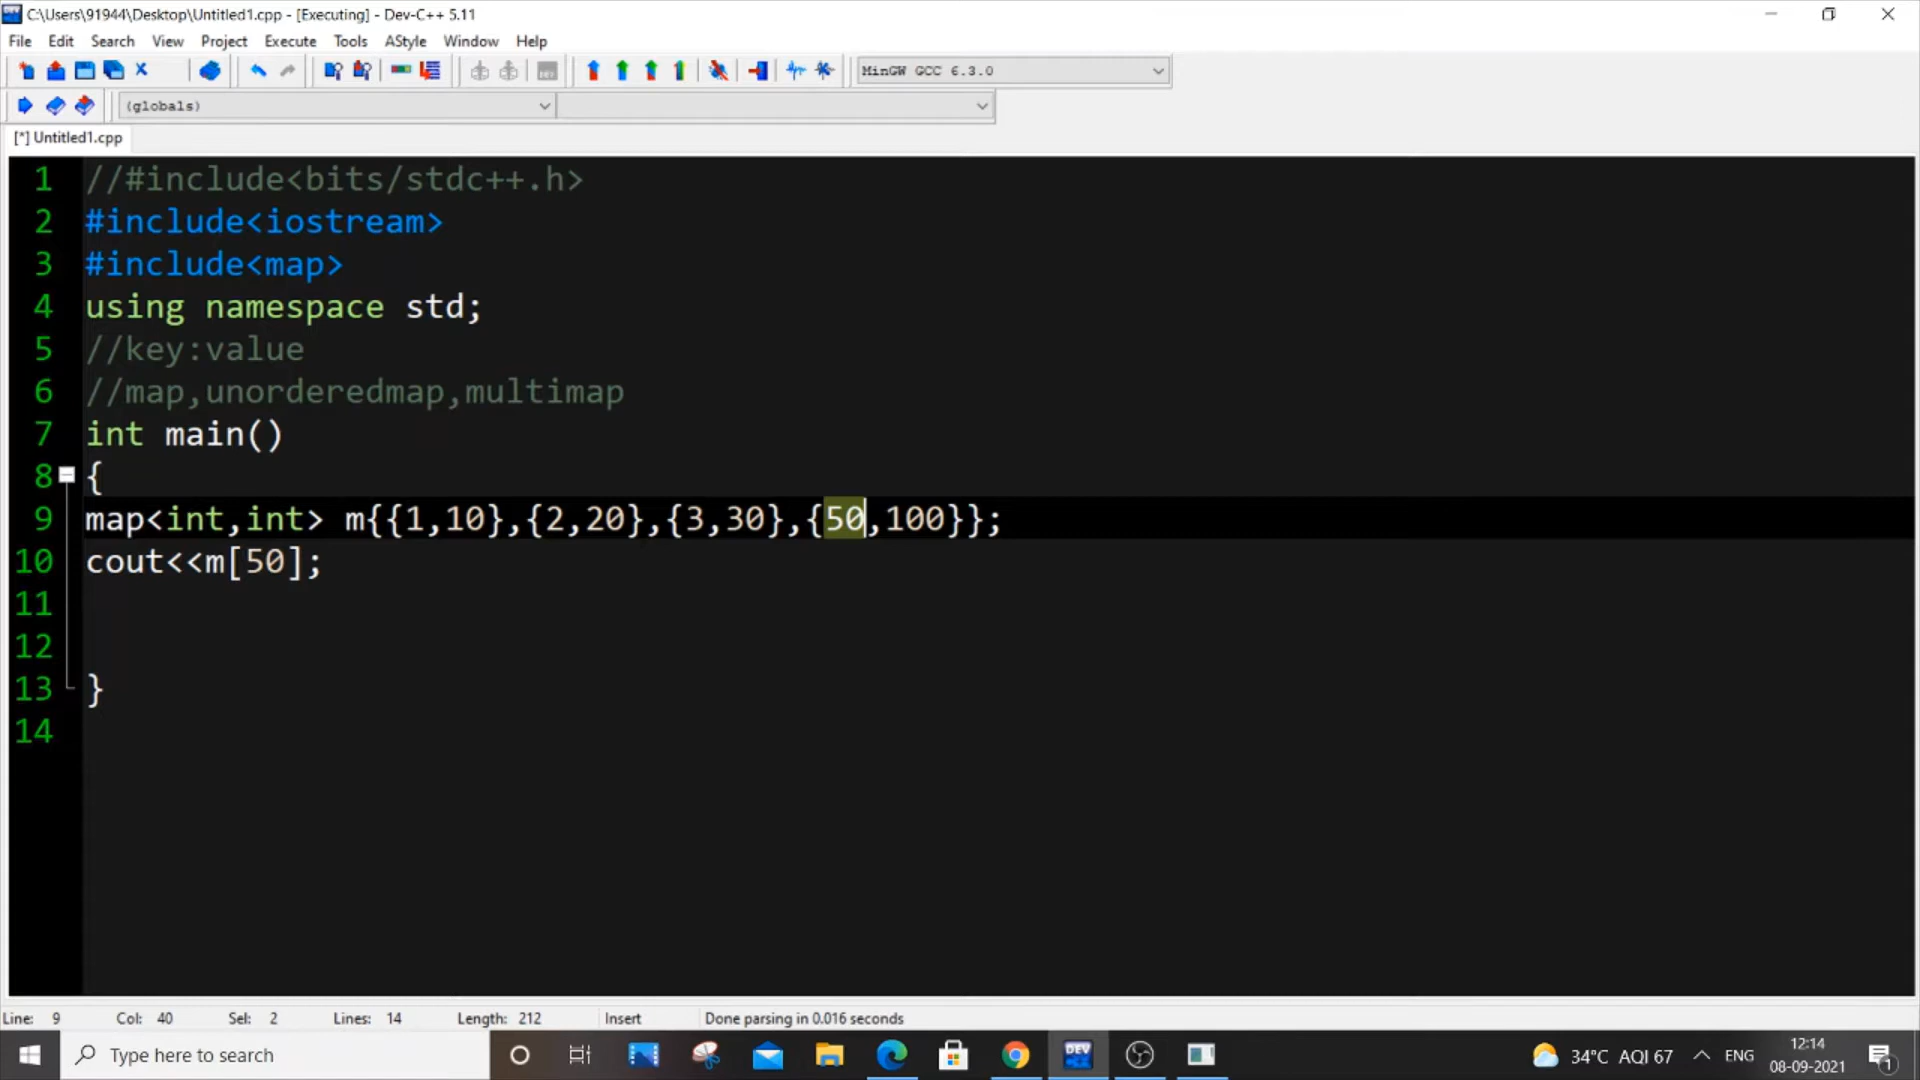 C:\Users\91944\Desktop\Untitled1.cpp - [Executing] - Dev-C++ 5.11
File Edit Search View Project Execute Tools AStyle Window Help
MinGW GCC 6.3.0
(globals)
[*] Untitled1.cpp
1 //#include<bits/stdc++.h>
2 #include<iostream>
3 #include<map>
4 using namespace std;
5 //key:value
6 //map,unorderedmap,multimap
7 int main()
8 {
9 map<int,int> m{{1,10},{2,20},{3,30},{50,100}};
10 cout<<m[50];
11
12
13 }
14
Line: 9 Col: 40 Sel: 2 Lines: 14 Length: 212 Insert Done parsing in 0.016 seconds
Type here to search
DEV
34°C AQI 67
ENG
12:14
08-09-2021
1